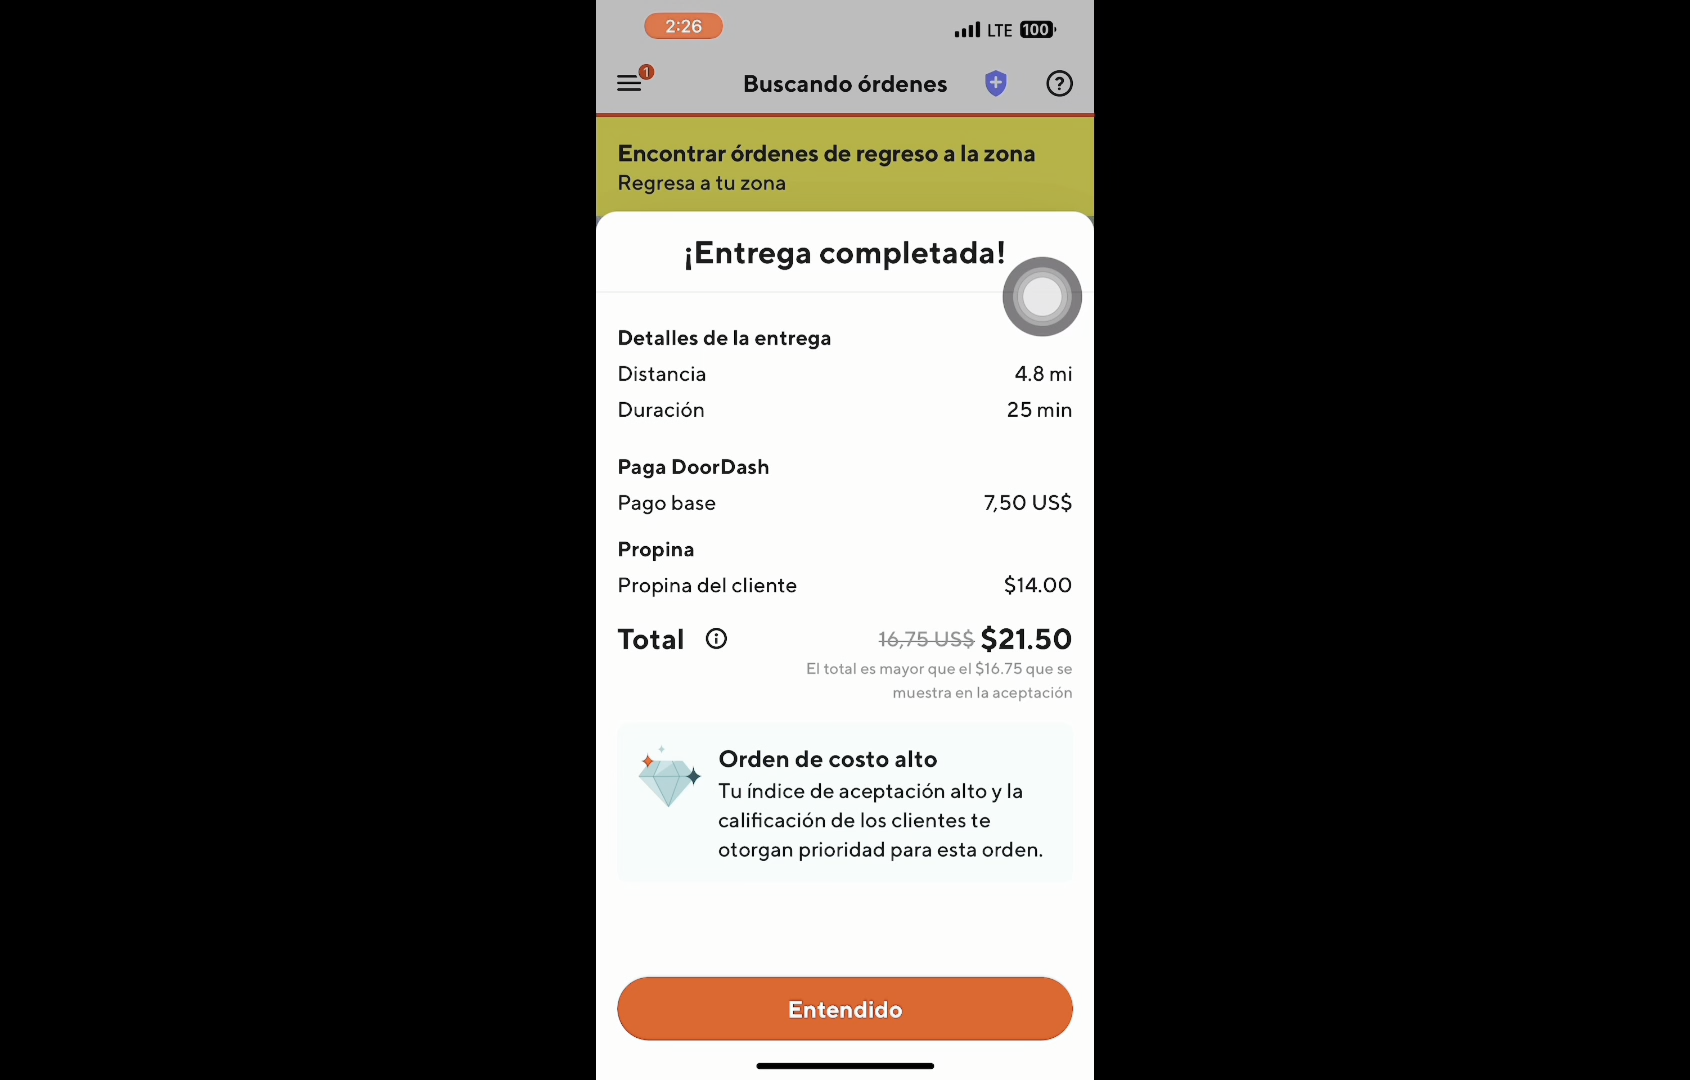 2:26
LTE 100
1
Buscando órdenes
Encontrar órdenes de regreso a la zona
Regresa a tu zona
¡Entrega completada!
Detalles de la entrega
Distancia 4.8 mi
Duración 25 min
Paga DoorDash
Pago base 7,50 US$
Propina
Propina del cliente $14.00
Total 16,75 US$ $21.50
El total es mayor que el $16.75 que se
muestra en la aceptación
Orden de costo alto
Tu índice de aceptación alto y la
calificación de los clientes te
otorgan prioridad para esta orden.
Entendido